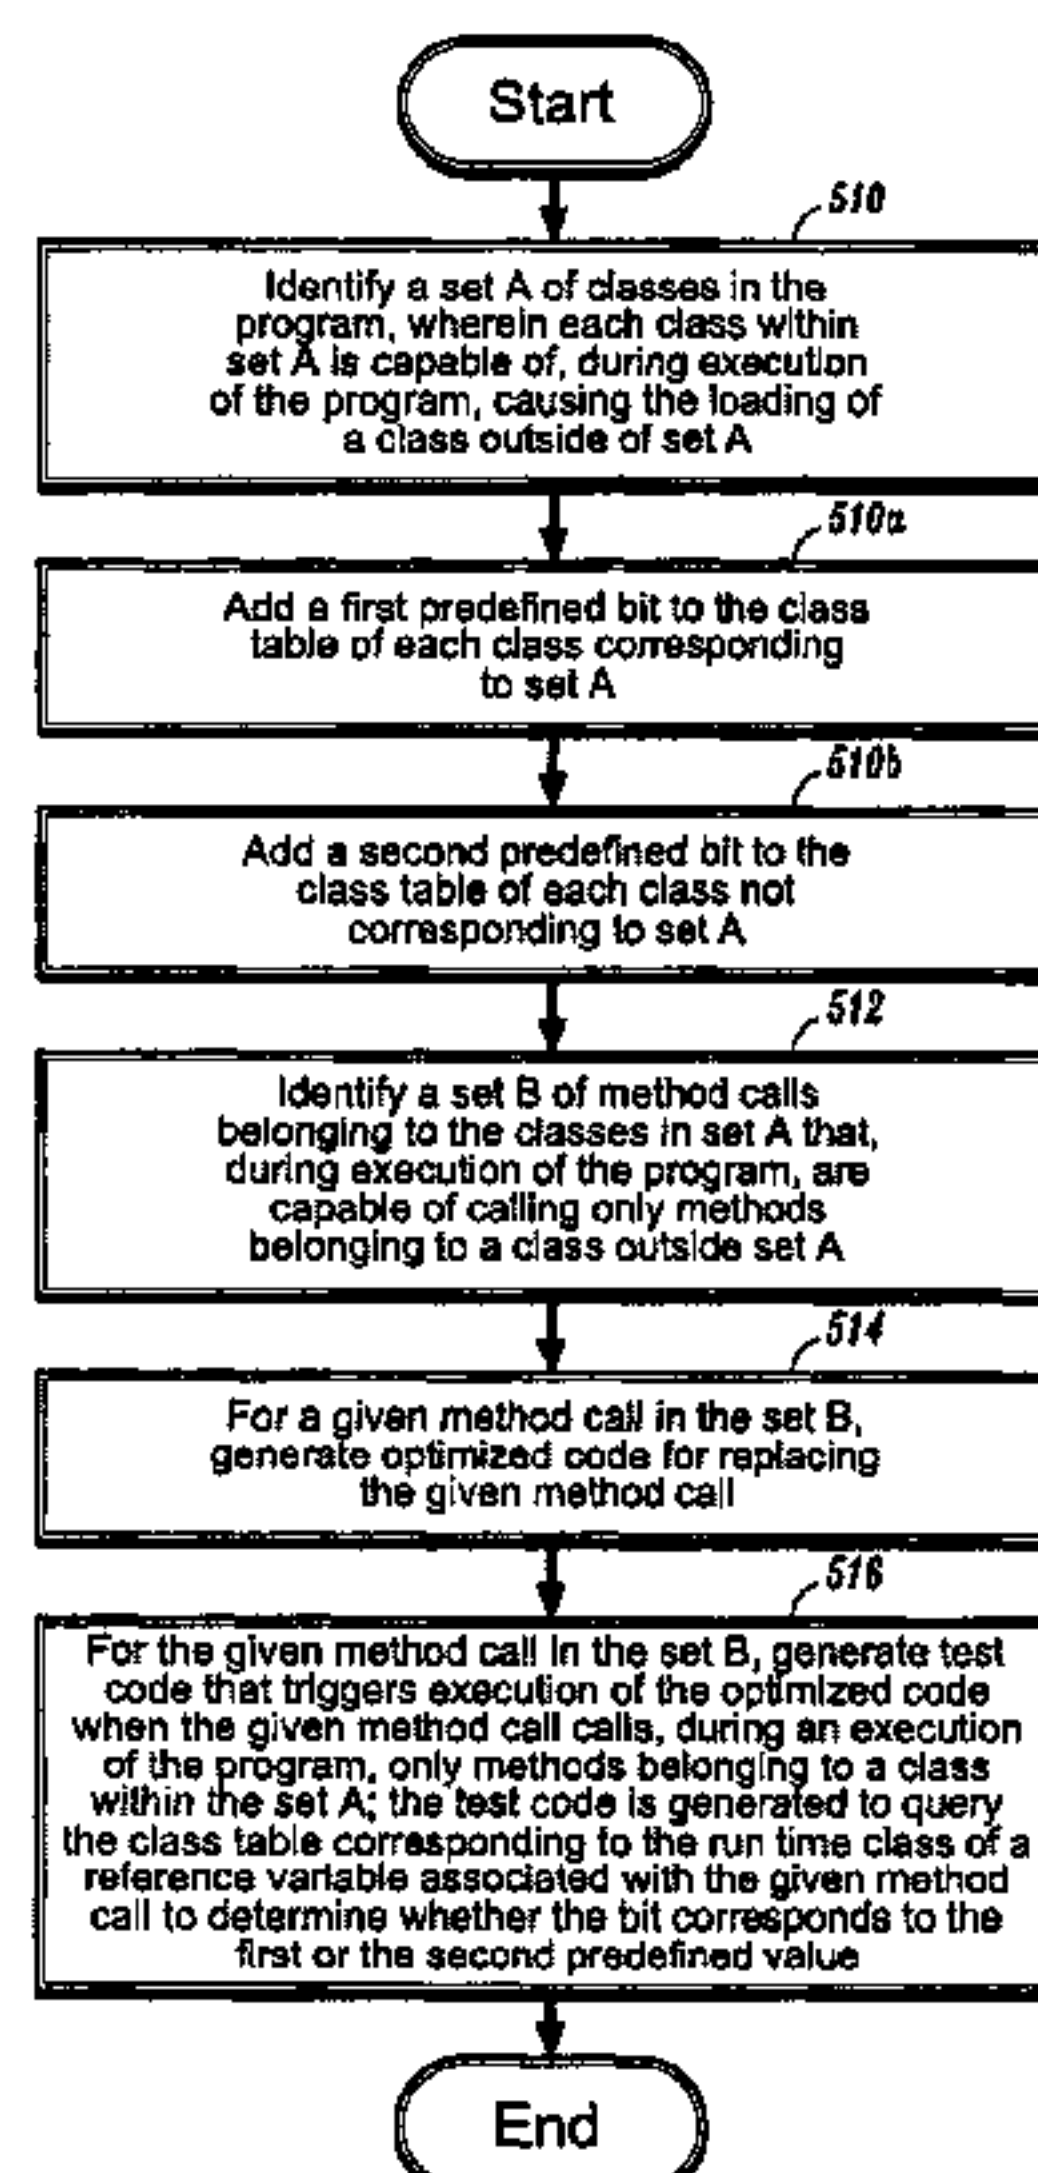 Start
510
Identify a set A of classes in the
program, wherein each class within
set A is capable of, during execution
of the program, causing the loading of
a class outside of set A
510a
Add a first predefined bit to the class
table of each class corresponding
to set A
510b
Add a second predefined bit to the
class table of each class not
corresponding to set A
512
Identify a set B of method calls
belonging to the classes in set A that,
during execution of the program, are
capable of calling only methods
belonging to a class outside set A
514
For a given method call in the set B,
generate optimized code for replacing
the given method call
516
For the given method call in the set B, generate test
code that triggers execution of the optimized code
when the given method call calls, during an execution
of the program, only methods belonging to a class
within the set A; the test code is generated to query
the class table corresponding to the run time class of a
reference variable associated with the given method
call to determine whether the bit corresponds to the
first or the second predefined value
End